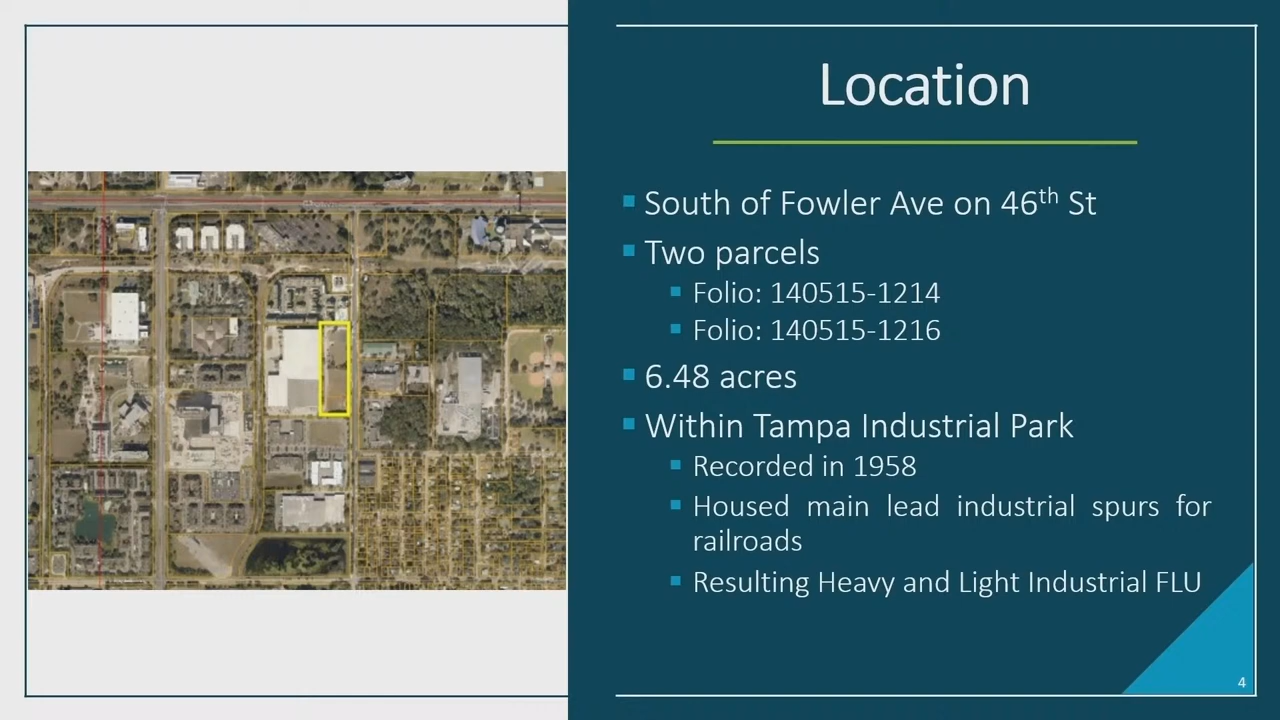 Location
South of Fowler Ave on 46th St
Two parcels
Folio: 140515-1214
Folio: 140515-1216
6.48 acres
Within Tampa Industrial Park
Recorded in 1958
Housed main lead industrial spurs for
railroads
Resulting Heavy and Light Industrial FLU
4